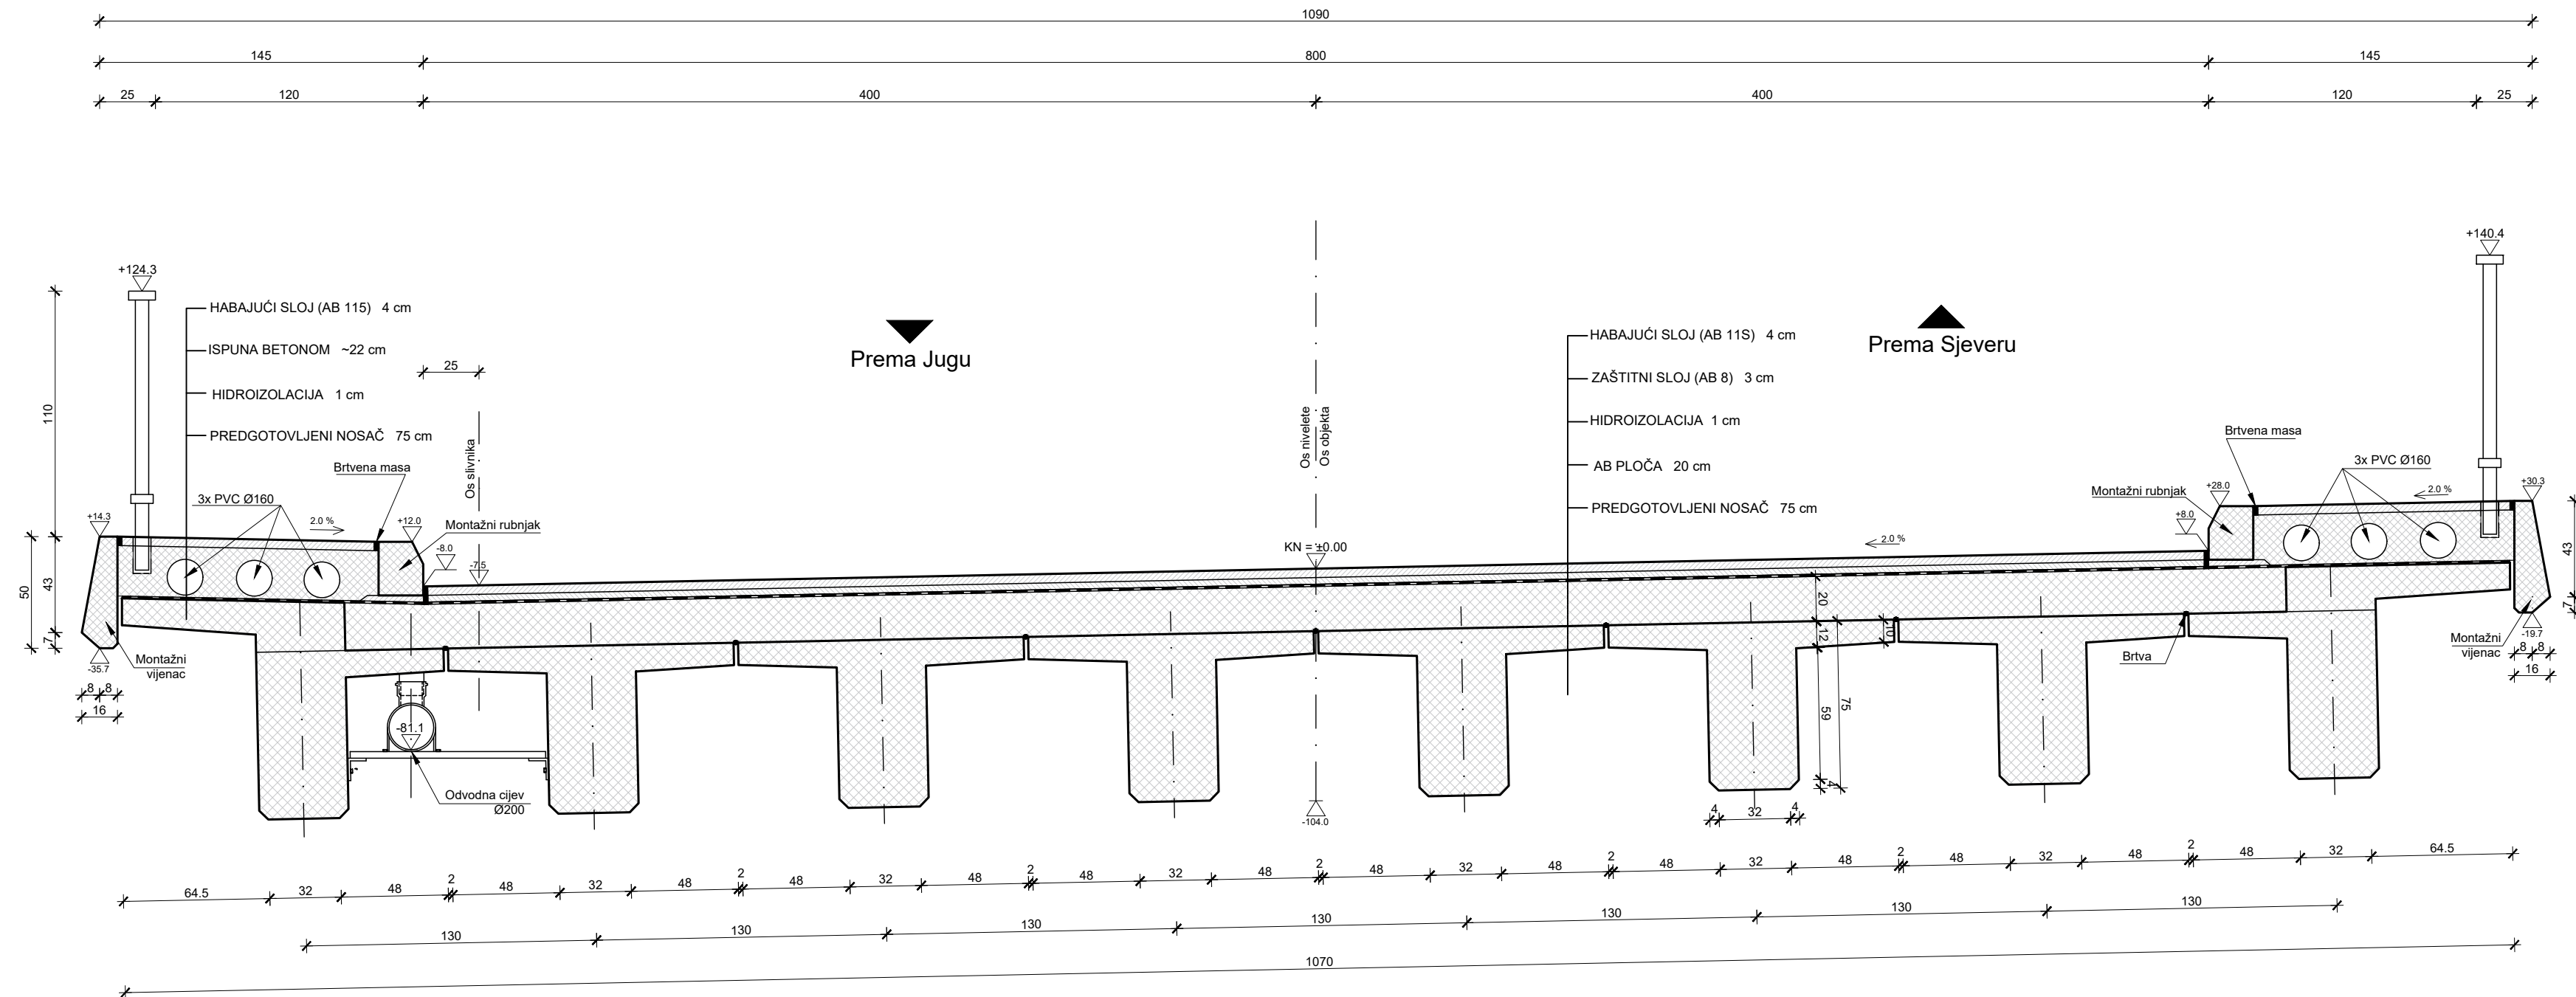 1090
145 800 145
25 120 400 400 120 25
+140.4
+124.3
HABAJUĆI SLOJ (AB 115) 4 cm
ISPUNA BETONOM ~22 cm
HIDROIZOLACIJA 1 cm
PREDGOTOVLJENI NOSAČ 75 cm
25
Os slivnika
Brtvena masa
3x PVC Ø160
110
Prema Jugu
Os nivelete
Os objekta
HABAJUĆI SLOJ (AB 11S) 4 cm
ZAŠTITNI SLOJ (AB 8) 3 cm
HIDROIZOLACIJA 1 cm
AB PLOČA 20 cm
PREDGOTOVLJENI NOSAČ 75 cm
Prema Sjeveru
Brtvena masa
3x PVC Ø160
Montažni rubnjak
+28.0
2.0 %
+30.3
+8.0
+14.3
2.0 %
+12.0
Montažni rubnjak
-8.0
-7.5
KN = ±0.00
2.0 %
50
43
7
43
7
20
12
10
59
75
4
-35.7
Montažni
vijenac
8 8
16
-81.1
Odvodna cijev
Ø200
-104.0
4 32 4
Brtva
Montažni
vijenac
-19.7
8 8
16
64.5 32 48 2 48 32 48 2 48 32 48 2 48 32 48 2 48 32 48 2 48 32 48 2 48 32 48 2 48 32 64.5
130 130 130 130 130 130 130
1070